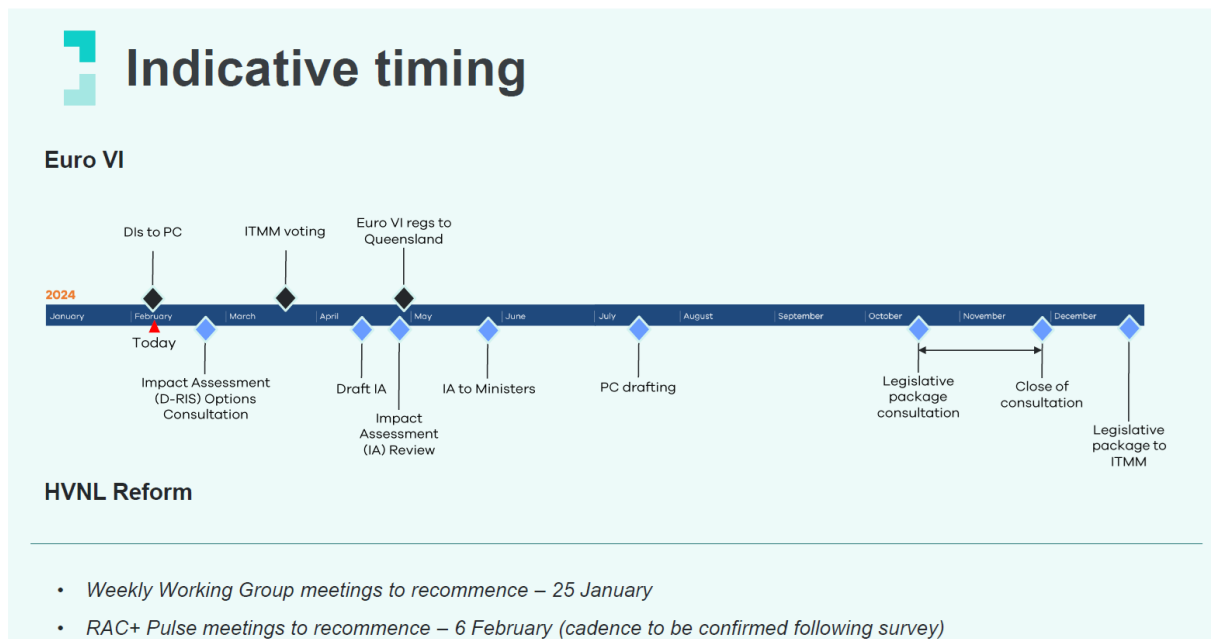 Indicative timing
Euro VI
DIs to PC
ITMM voting
Euro VI regs to
Queensland
2024
January
February
March
April
May
June
July
August
September
October
November
December
Today
Impact Assessment
(D-RIS) Options
Consultation
Draft IA
Impact
Assessment
(IA) Review
IA to Ministers
PC drafting
Legislative
package
consultation
Close of
consultation
Legislative
package to
ITMM
HVNL Reform
• Weekly Working Group meetings to recommence – 25 January
• RAC+ Pulse meetings to recommence – 6 February (cadence to be confirmed following survey)